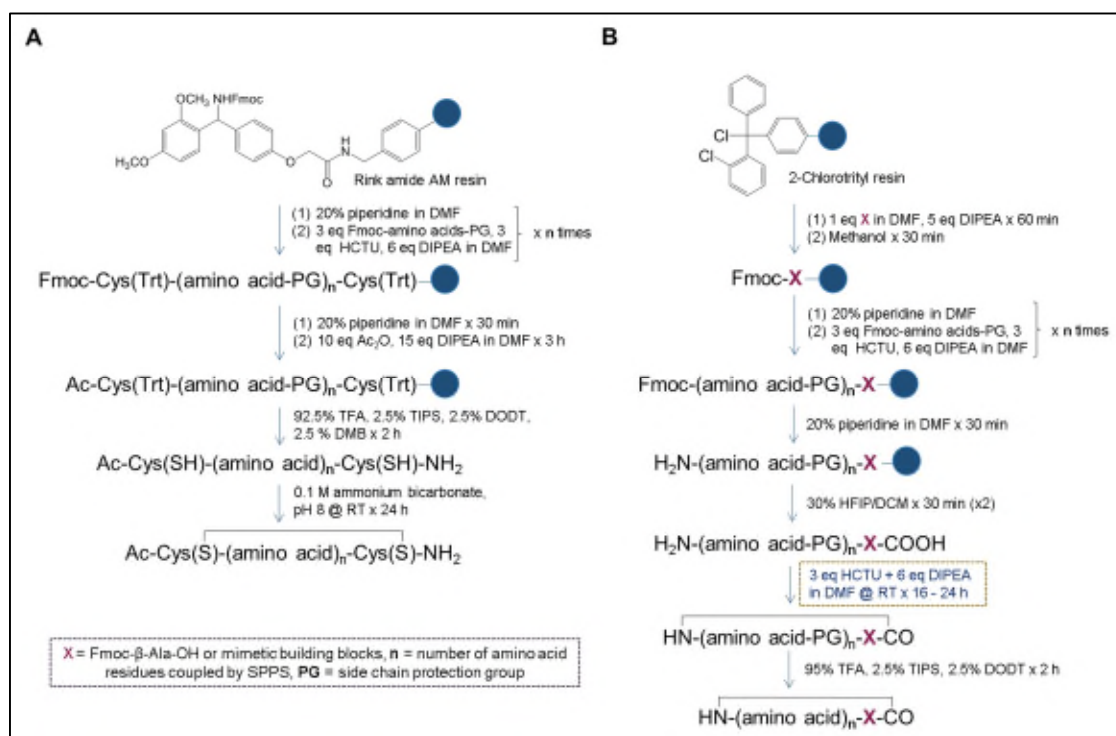 A
OCH₃ NHFmoc
H₃CO
O
O
H
N
Rink amide AM resin
(1) 20% piperidine in DMF
(2) 3 eq Fmoc-amino acids-PG, 3
eq HCTU, 6 eq DIPEA in DMF
x n times
Fmoc-Cys(Trt)-(amino acid-PG)ₙ-Cys(Trt)
(1) 20% piperidine in DMF x 30 min
(2) 10 eq Ac₂O, 15 eq DIPEA in DMF x 3 h
Ac-Cys(Trt)-(amino acid-PG)ₙ-Cys(Trt)
92.5% TFA, 2.5% TIPS, 2.5% DODT,
2.5 % DMB x 2 h
Ac-Cys(SH)-(amino acid)ₙ-Cys(SH)-NH₂
0.1 M ammonium bicarbonate,
pH 8 @ RT x 24 h
Ac-Cys(S)-(amino acid)ₙ-Cys(S)-NH₂
X = Fmoc-β-Ala-OH or mimetic building blocks, n = number of amino acid
residues coupled by SPPS, PG = side chain protection group
B
Cl
Cl
2-Chlorotrityl resin
(1) 1 eq X in DMF, 5 eq DIPEA x 60 min
(2) Methanol x 30 min
Fmoc-X
(1) 20% piperidine in DMF
(2) 3 eq Fmoc-amino acids-PG, 3
eq HCTU, 6 eq DIPEA in DMF
x n times
Fmoc-(amino acid-PG)ₙ-X
20% piperidine in DMF x 30 min
H₂N-(amino acid-PG)ₙ-X
30% HFIP/DCM x 30 min (x2)
H₂N-(amino acid-PG)ₙ-X-COOH
3 eq HCTU + 6 eq DIPEA
in DMF @ RT x 16 - 24 h
HN-(amino acid-PG)ₙ-X-CO
95% TFA, 2.5% TIPS, 2.5% DODT x 2 h
HN-(amino acid)ₙ-X-CO